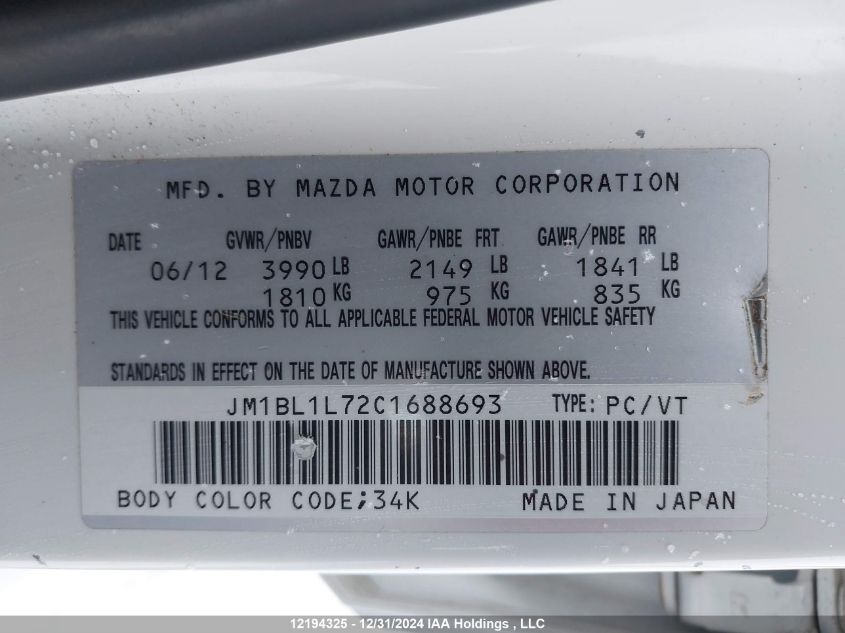 MFD. BY MAZDA MOTOR CORPORATION
DATE GVWR/PNBV GAWR/PNBE FRT GAWR/PNBE RR
06/12 3990 LB 2149 LB 1841 LB
1810 KG 975 KG 835 KG
THIS VEHICLE CONFORMS TO ALL APPLICABLE FEDERAL MOTOR VEHICLE SAFETY
STANDARDS IN EFFECT ON THE DATE OF MANUFACTURE SHOWN ABOVE.
JM1BL1L72C1688693 TYPE: PC/VT
BODY COLOR CODE;34K MADE IN JAPAN
12194325 - 12/31/2024 IAA Holdings , LLC